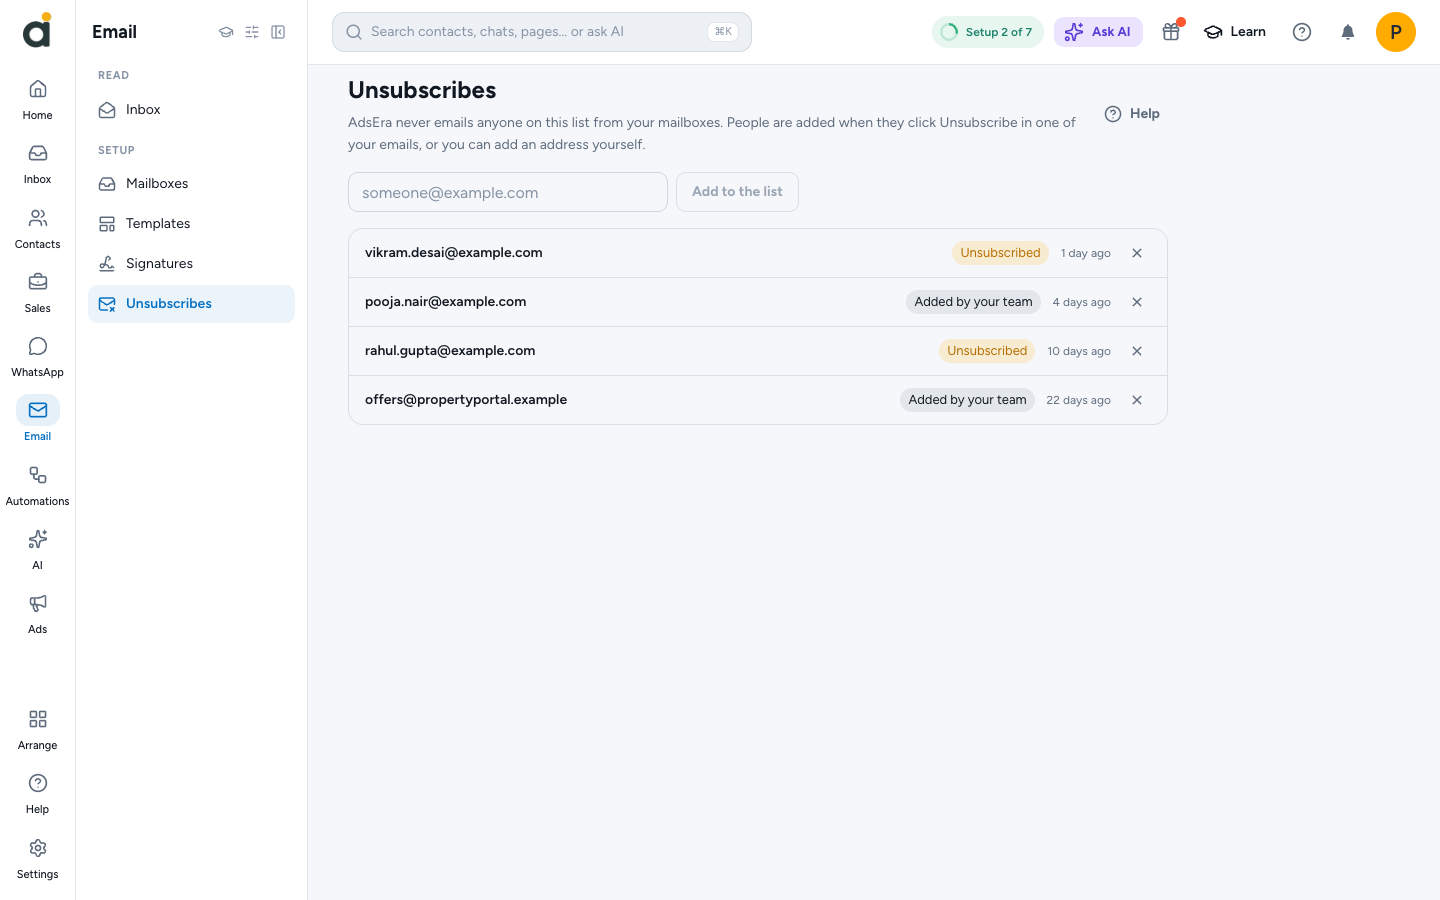 Email
Search contacts, chats, pages... or ask AI
⌘K
Setup 2 of 7
Ask AI
Learn
P
Home
Inbox
Contacts
Sales
WhatsApp
Email
Automations
AI
Ads
Arrange
Help
Settings
READ
Inbox
SETUP
Mailboxes
Templates
Signatures
Unsubscribes
Unsubscribes
AdsEra never emails anyone on this list from your mailboxes. People are added when they click Unsubscribe in one of
your emails, or you can add an address yourself.
Help
someone@example.com
Add to the list
vikram.desai@example.com Unsubscribed 1 day ago
pooja.nair@example.com Added by your team 4 days ago
rahul.gupta@example.com Unsubscribed 10 days ago
offers@propertyportal.example Added by your team 22 days ago